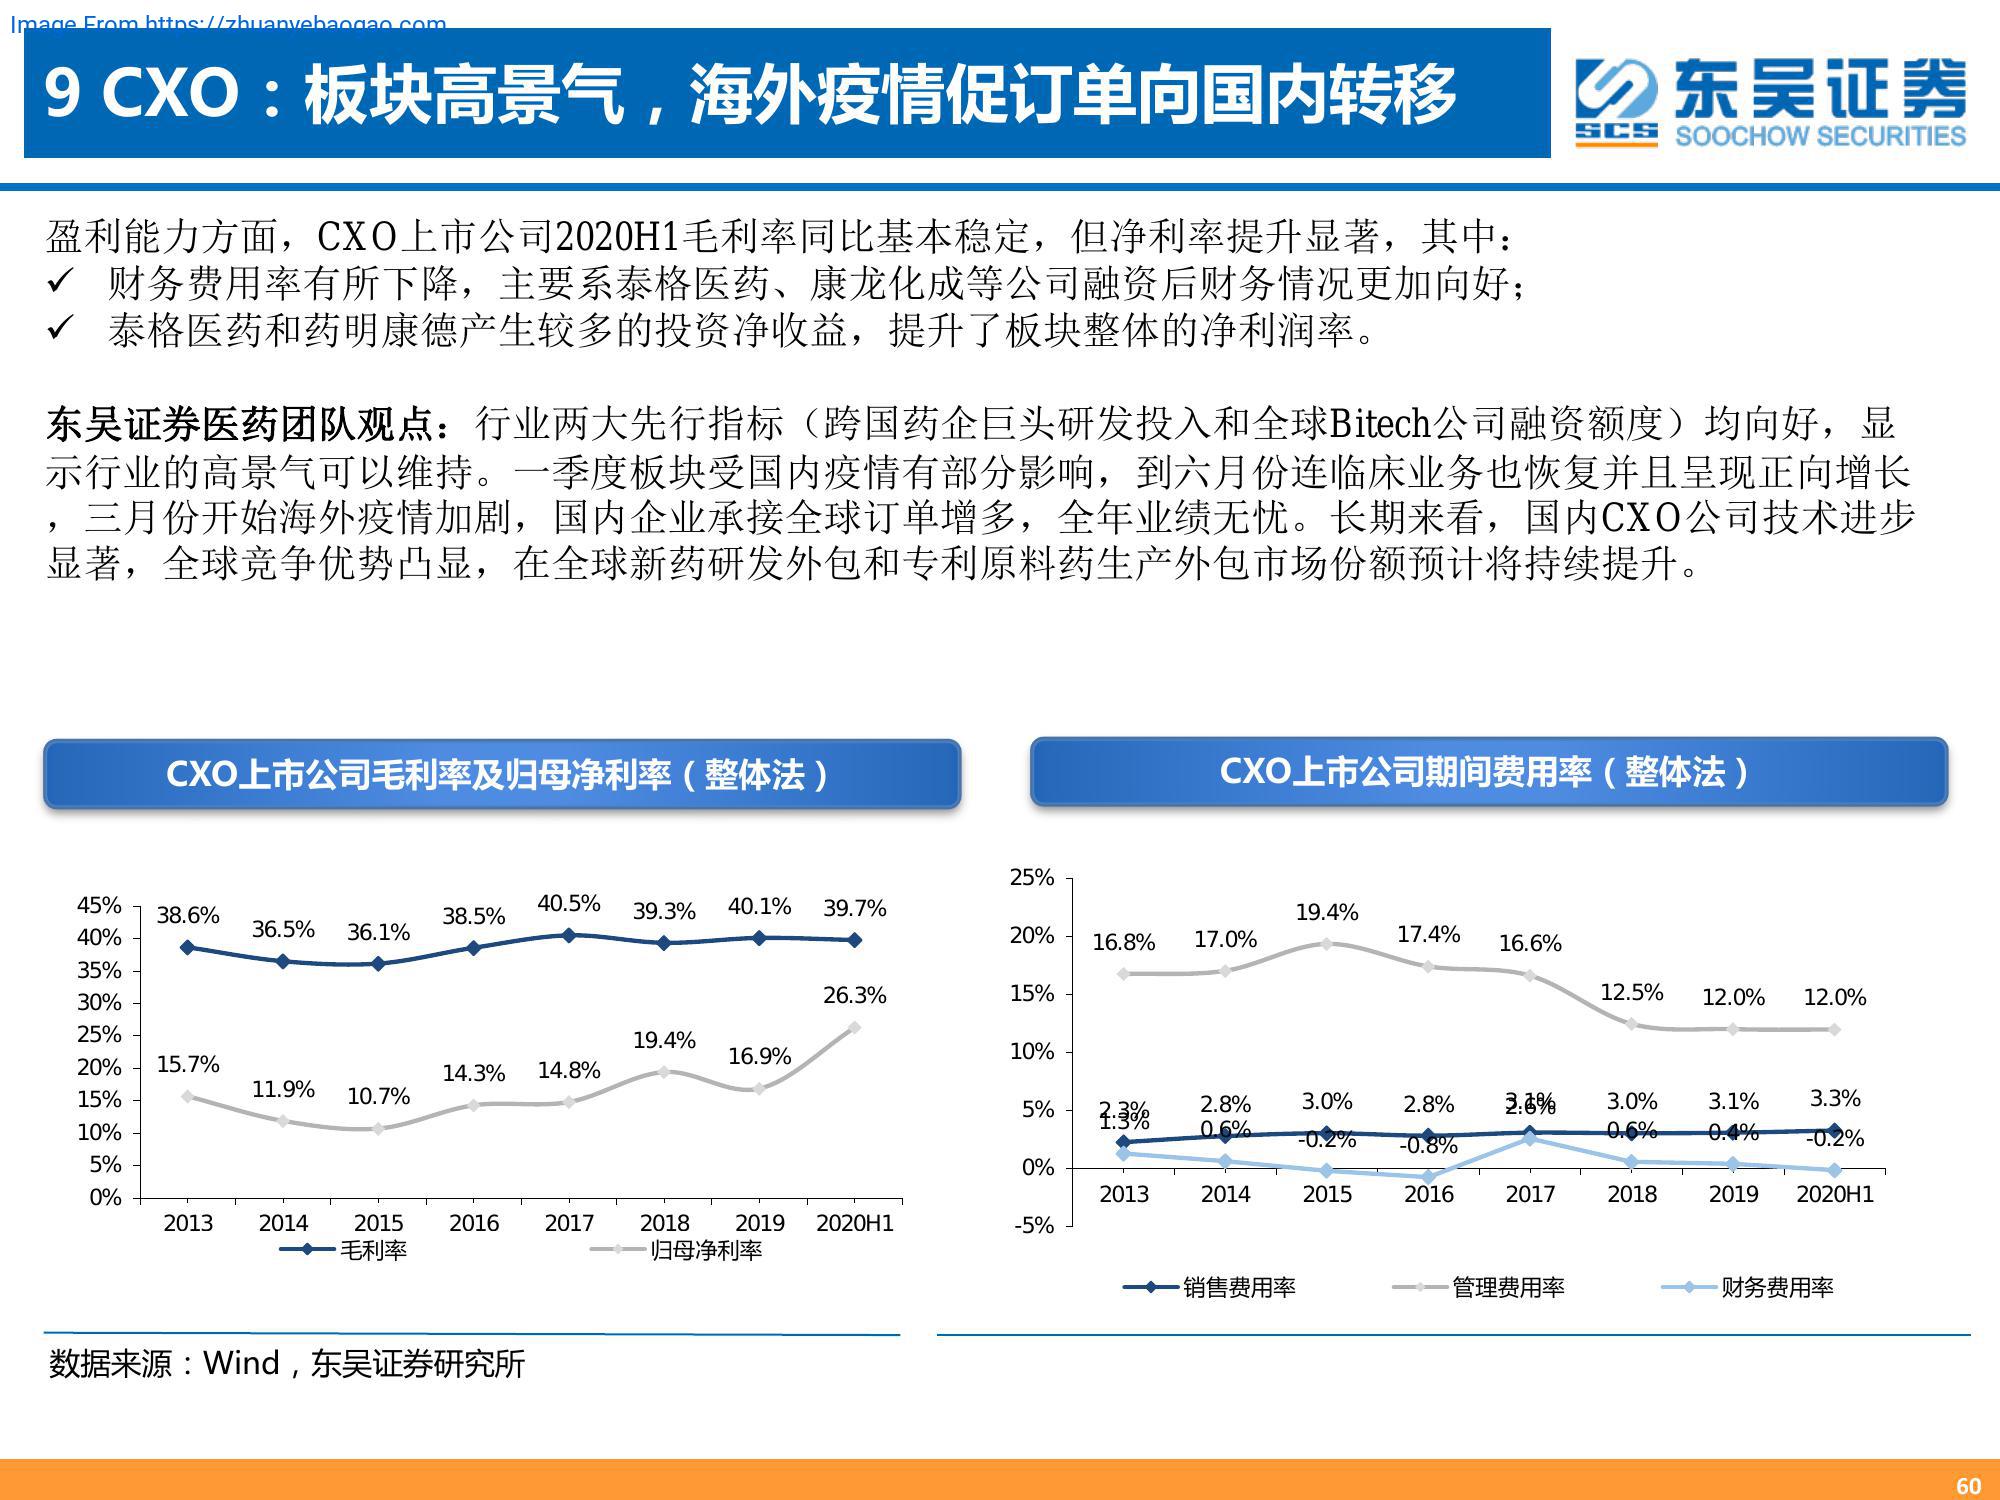 Image From https://zhuanyebaogao.com
9 CXO：板块高景气，海外疫情促订单向国内转移
SCS
东吴证券
SOOCHOW SECURITIES
盈利能力方面，CXO上市公司2020H1毛利率同比基本稳定，但净利率提升显著，其中：
✓ 财务费用率有所下降，主要系泰格医药、康龙化成等公司融资后财务情况更加向好；
✓ 泰格医药和药明康德产生较多的投资净收益，提升了板块整体的净利润率。
东吴证券医药团队观点：行业两大先行指标（跨国药企巨头研发投入和全球Bitech公司融资额度）均向好，显
示行业的高景气可以维持。一季度板块受国内疫情有部分影响，到六月份连临床业务也恢复并且呈现正向增长
，三月份开始海外疫情加剧，国内企业承接全球订单增多，全年业绩无忧。长期来看，国内CXO公司技术进步
显著，全球竞争优势凸显，在全球新药研发外包和专利原料药生产外包市场份额预计将持续提升。
CXO上市公司毛利率及归母净利率（整体法）
45%
40%
35%
30%
25%
20%
15%
10%
5%
0%
38.6% 36.5% 36.1% 38.5% 40.5% 39.3% 40.1% 39.7%
15.7% 11.9% 10.7% 14.3% 14.8% 19.4% 16.9% 26.3%
2013 2014 2015 2016 2017 2018 2019 2020H1
毛利率 归母净利率
CXO上市公司期间费用率（整体法）
25%
20%
15%
10%
5%
0%
-5%
16.8% 17.0% 19.4% 17.4% 16.6% 12.5% 12.0% 12.0%
2.3% 2.8% 3.0% 2.8% 3.1% 3.0% 3.1% 3.3%
1.3% 0.6% -0.2% -0.8% 2.6% 0.6% 0.4% -0.2%
2013 2014 2015 2016 2017 2018 2019 2020H1
销售费用率 管理费用率 财务费用率
数据来源：Wind，东吴证券研究所
60